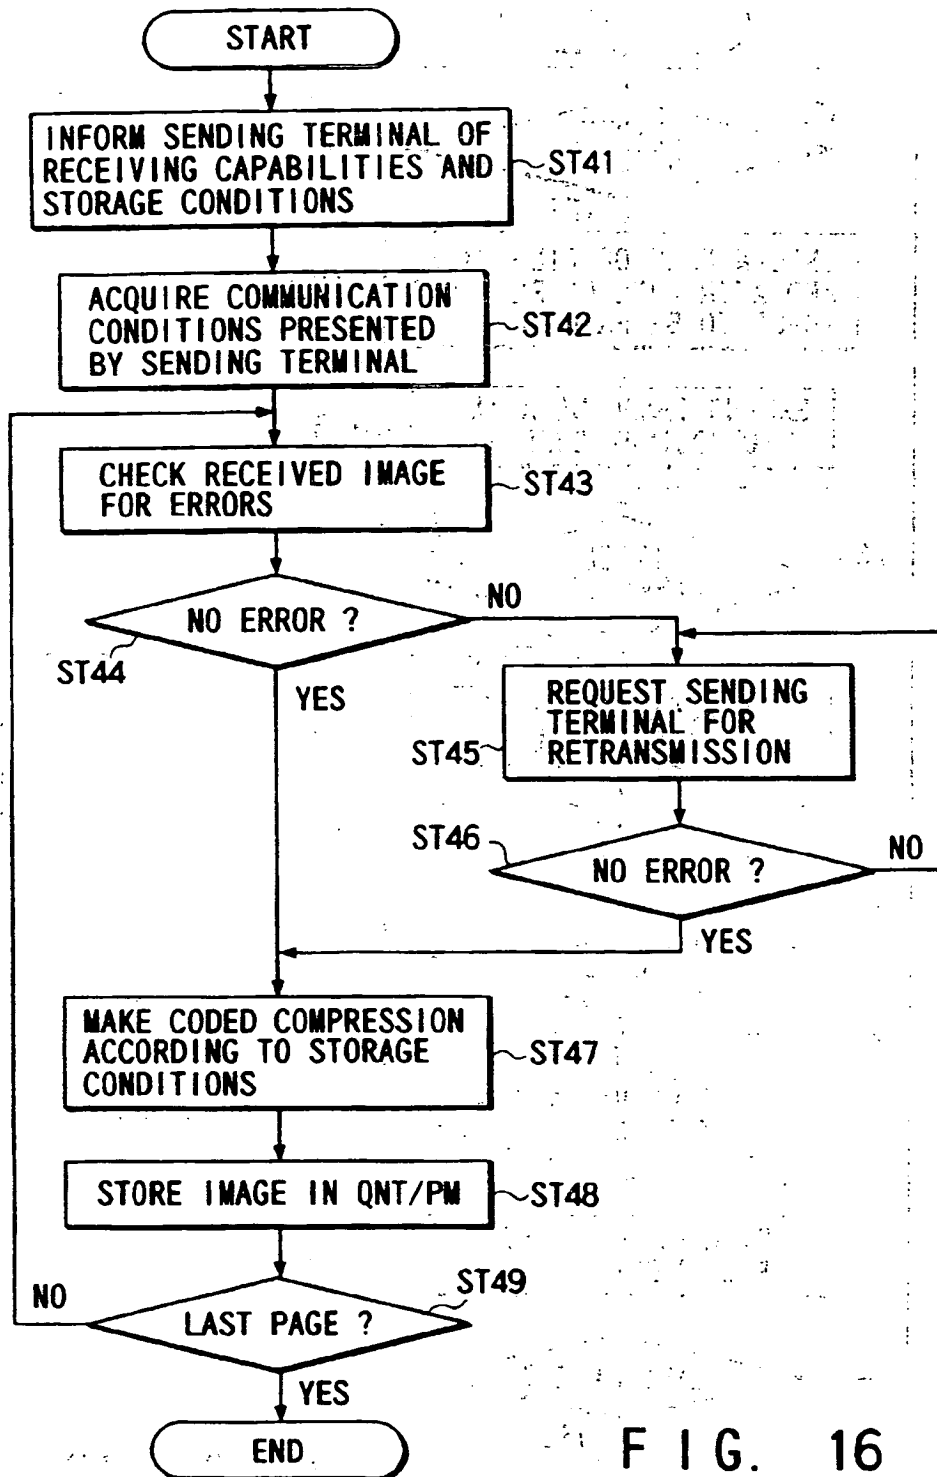 START
INFORM SENDING TERMINAL OF
RECEIVING CAPABILITIES AND
STORAGE CONDITIONS
ST41
ACQUIRE COMMUNICATION
CONDITIONS PRESENTED
BY SENDING TERMINAL
ST42
CHECK RECEIVED IMAGE
FOR ERRORS
ST43
NO ERROR ?
NO
ST44
YES
REQUEST SENDING
TERMINAL FOR
RETRANSMISSION
ST45
ST46
NO ERROR ?
NO
YES
MAKE CODED COMPRESSION
ACCORDING TO STORAGE
CONDITIONS
ST47
STORE IMAGE IN QNT/PM
ST48
ST49
NO
LAST PAGE ?
YES
END
FIG. 16